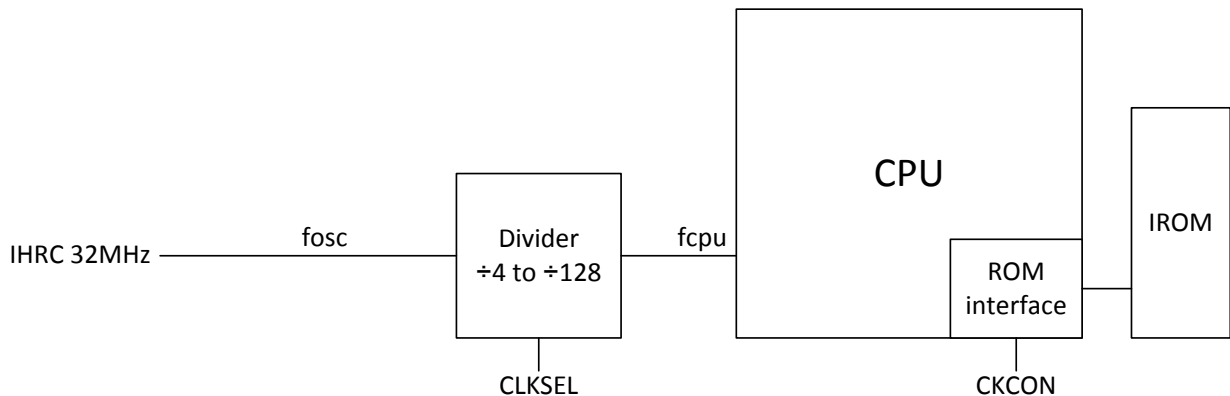 IHRC 32MHz
fosc
Divider
÷4 to ÷128
CLKSEL
fcpu
CPU
ROM
interface
CKCON
IROM